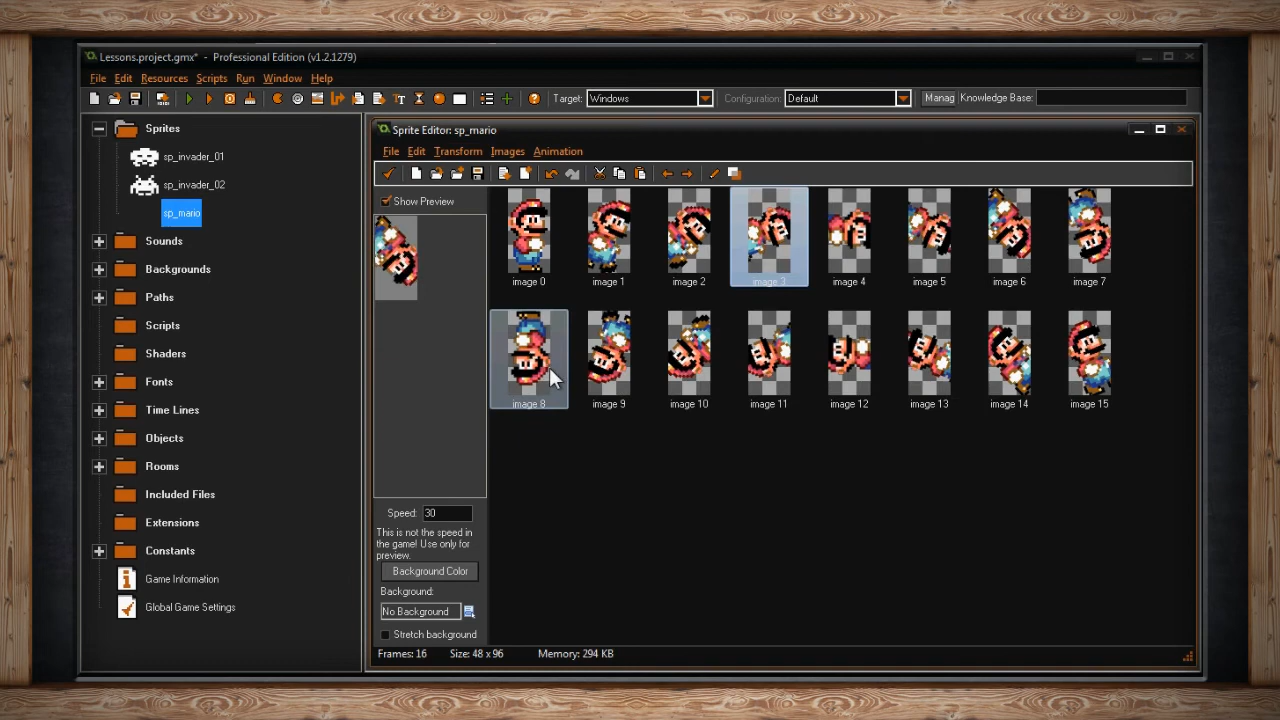 Lessons.project.gmx* - Professional Edition (v1.2.1279)
File Edit Resources Scripts Run Window Help
Target: Windows Configuration: Default Manag Knowledge Base:
Sprites
sp_invader_01
sp_invader_02
sp_mario
Sounds
Backgrounds
Paths
Scripts
Shaders
Fonts
Time Lines
Objects
Rooms
Included Files
Extensions
Constants
Game Information
Global Game Settings
Sprite Editor: sp_mario
File Edit Transform Images Animation
Show Preview
image 0 image 1 image 2 image 3 image 4 image 5 image 6 image 7
image 8 image 9 image 10 image 11 image 12 image 13 image 14 image 15
Speed: 30
This is not the speed in
the game! Use only for
preview.
Background Color
Background:
No Background
Stretch background
Frames: 16 Size: 48 x 96 Memory: 294 KB